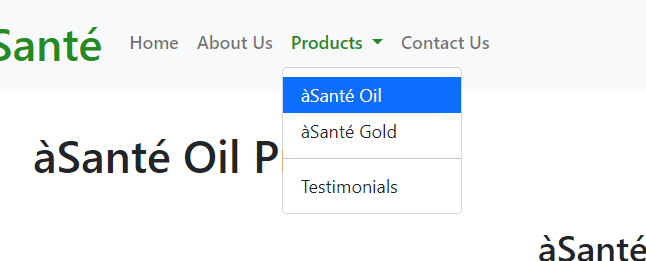 Santé Home About Us Products Contact Us
àSanté Oil
àSanté Gold
Testimonials
àSanté Oil
àSanté